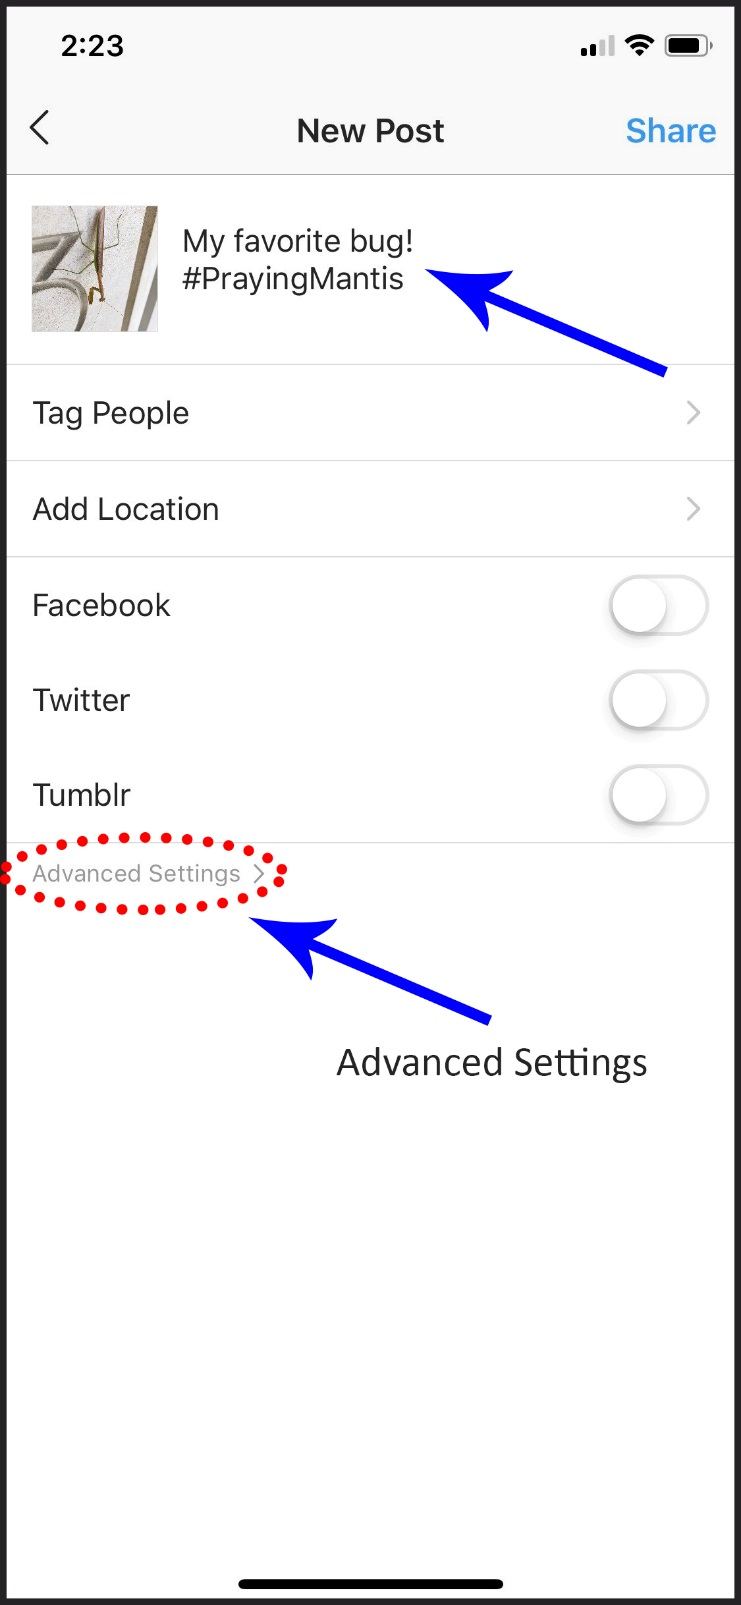 2:23
New Post
Share
My favorite bug!
#PrayingMantis
Tag People
Add Location
Facebook
Twitter
Tumblr
Advanced Settings
Advanced Settings